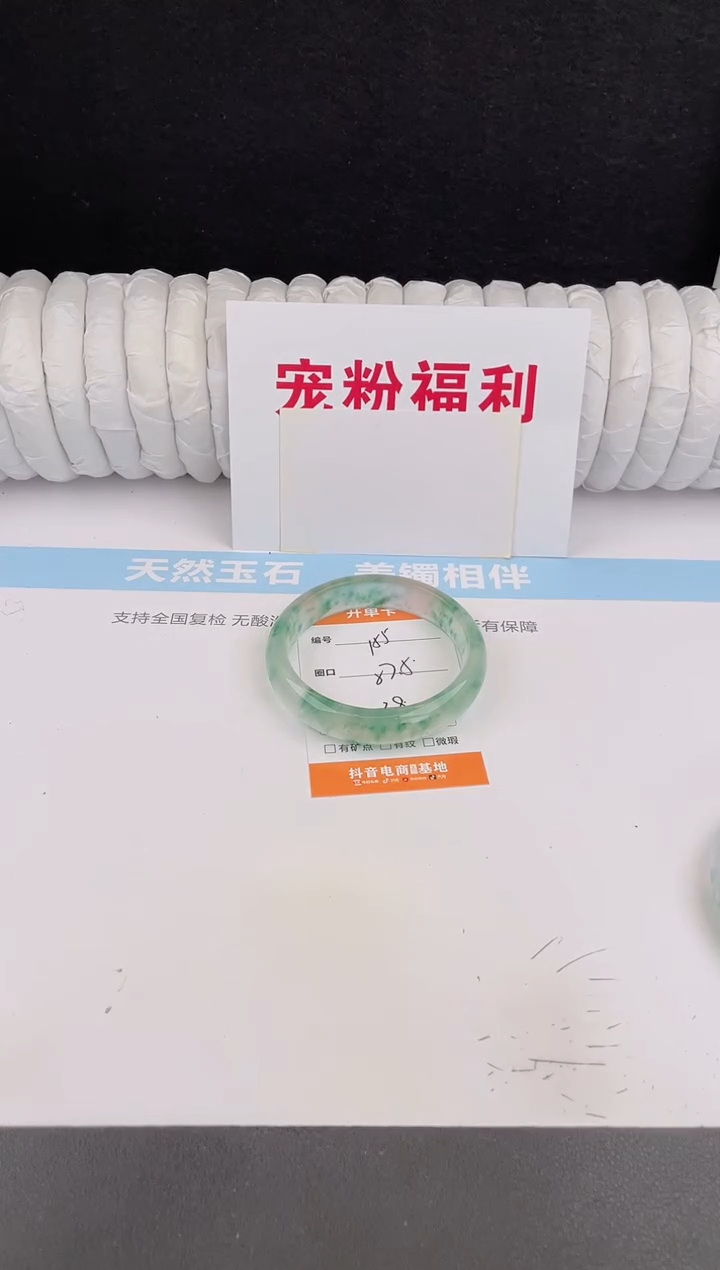 宠粉福利
天然玉石 美镯相伴
支持全国复检 无酸
有保障
开单卡
编号 185
圈口
□有矿点 □有纹 □微瑕
抖音电商 基地